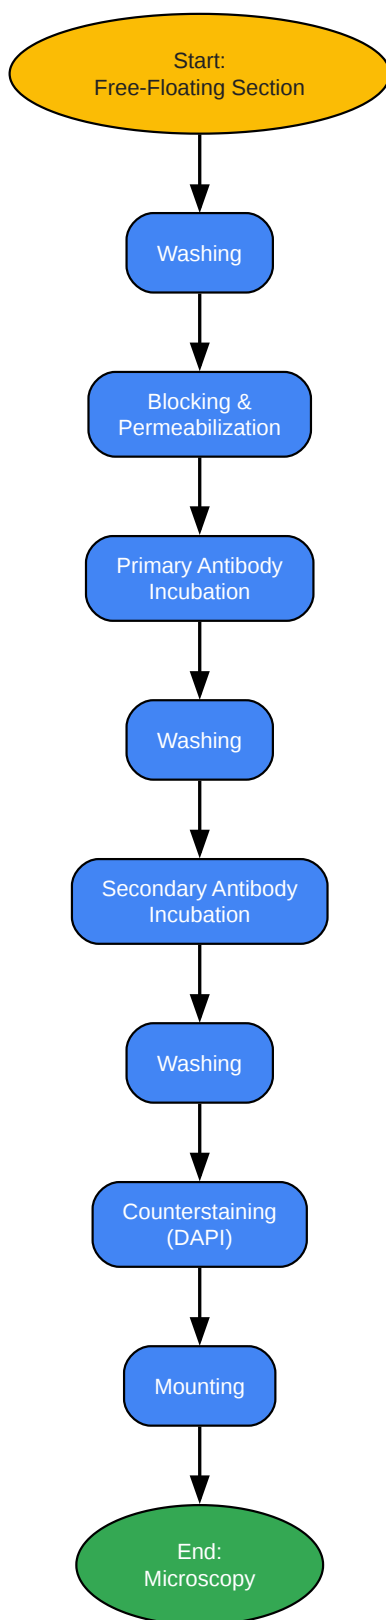 Start:
Free-Floating Section
Washing
Blocking &
Permeabilization
Primary Antibody
Incubation
Washing
Secondary Antibody
Incubation
Washing
Counterstaining
(DAPI)
Mounting
End:
Microscopy